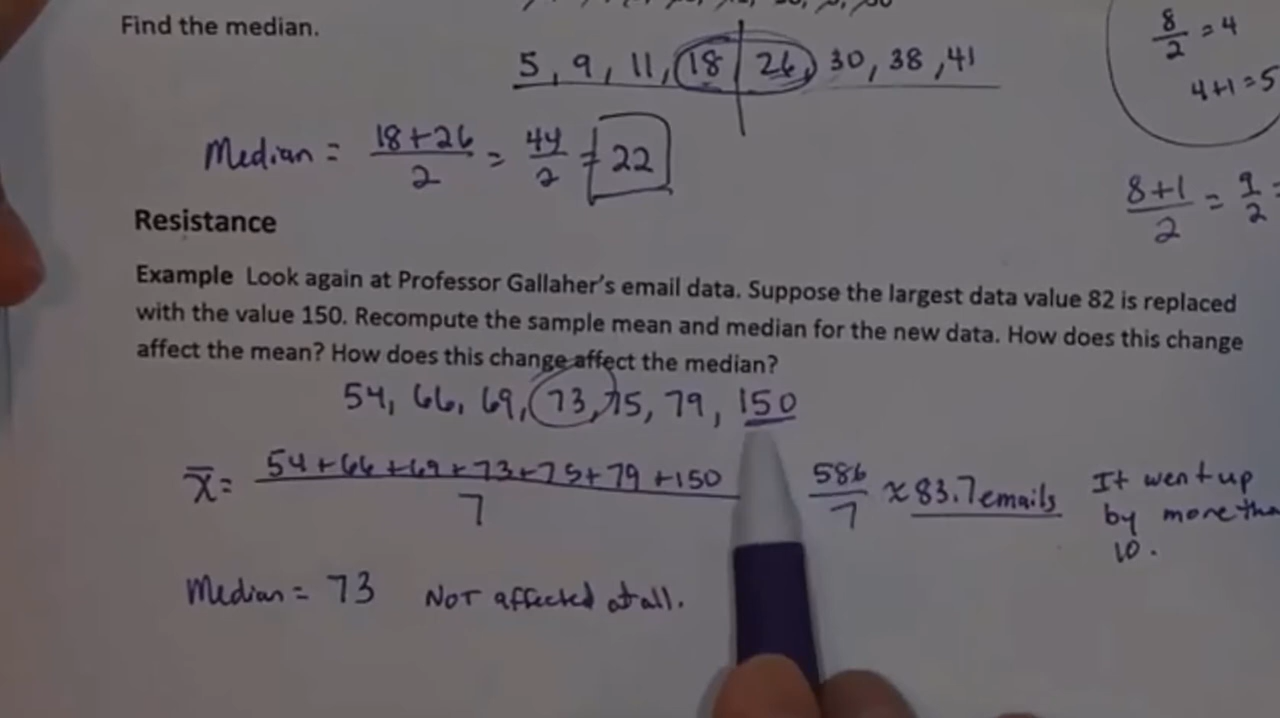 Find the median.
8/2 = 4
4+1=5
5, 9, 11, 18 26, 30, 38, 41
Median = 18+26/2 = 44/2 = 22
8+1/2 = 9/2 =
Resistance
Example Look again at Professor Gallaher's email data. Suppose the largest data value 82 is replaced
with the value 150. Recompute the sample mean and median for the new data. How does this change
affect the mean? How does this change affect the median?
54, 66, 69, 73, 75, 79, 150
x̄ = 54+66+69+73+75+79+150/7 586/7 ≈ 83.7 emails
It went up
by more tha
10.
Median = 73 Not affected at all.